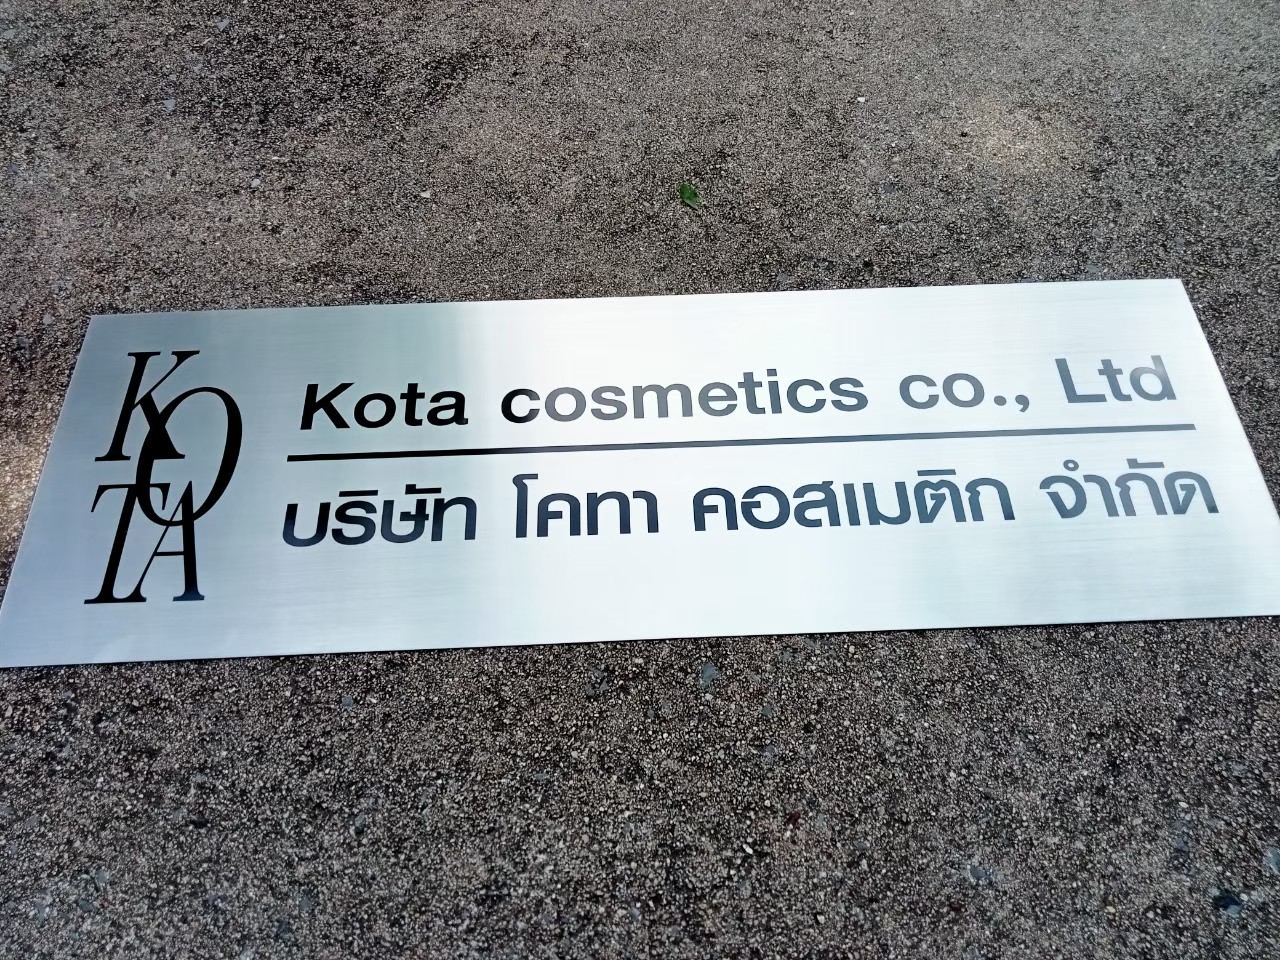 KOTA
Kota cosmetics co., Ltd
บริษัท โคทา คอสเมติก จำกัด